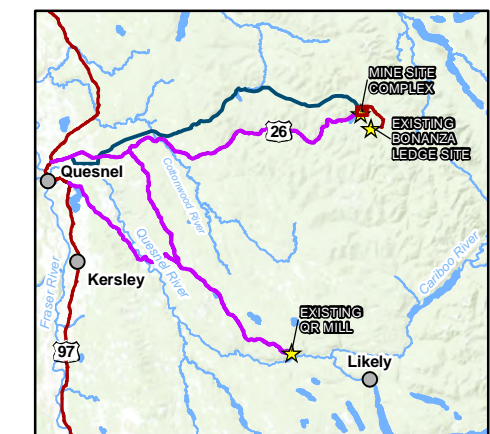 MINE SITE
COMPLEX
EXISTING
BONANZA
LEDGE SITE
26
Quesnel
Cottonwood River
Quesnel River
Cariboo River
Kersley
Fraser River
EXISTING
QR MILL
97
Likely